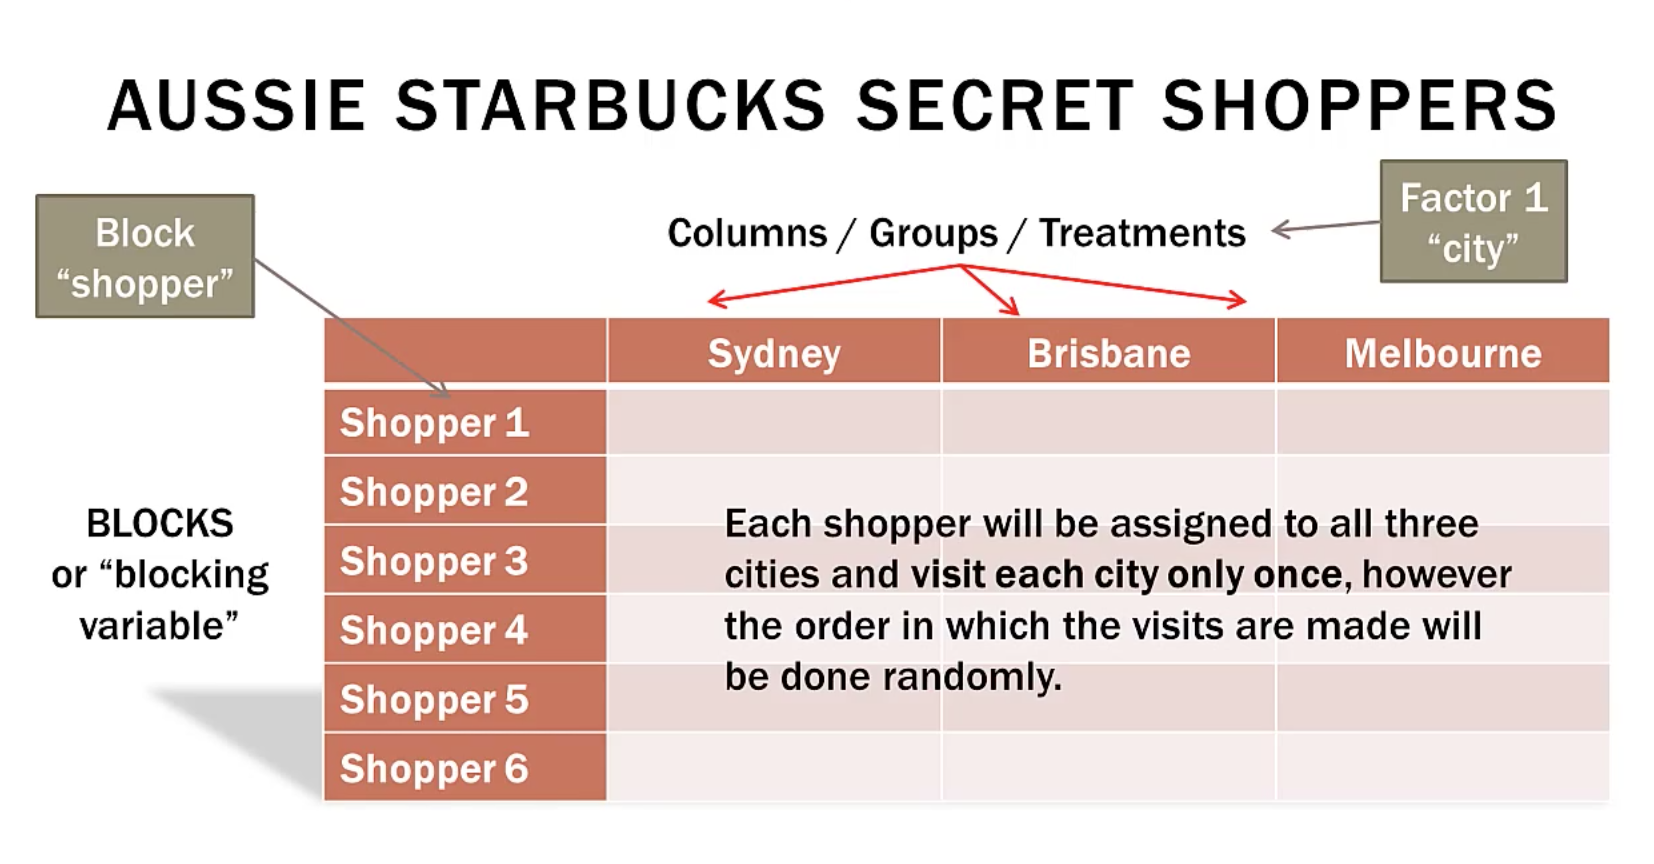 AUSSIE STARBUCKS SECRET SHOPPERS
Block
“shopper”
Columns / Groups / Treatments
Factor 1
“city”
Sydney Brisbane Melbourne
Shopper 1
Shopper 2
Shopper 3
Shopper 4
Shopper 5
Shopper 6
BLOCKS
or “blocking
variable”
Each shopper will be assigned to all three
cities and visit each city only once, however
the order in which the visits are made will
be done randomly.